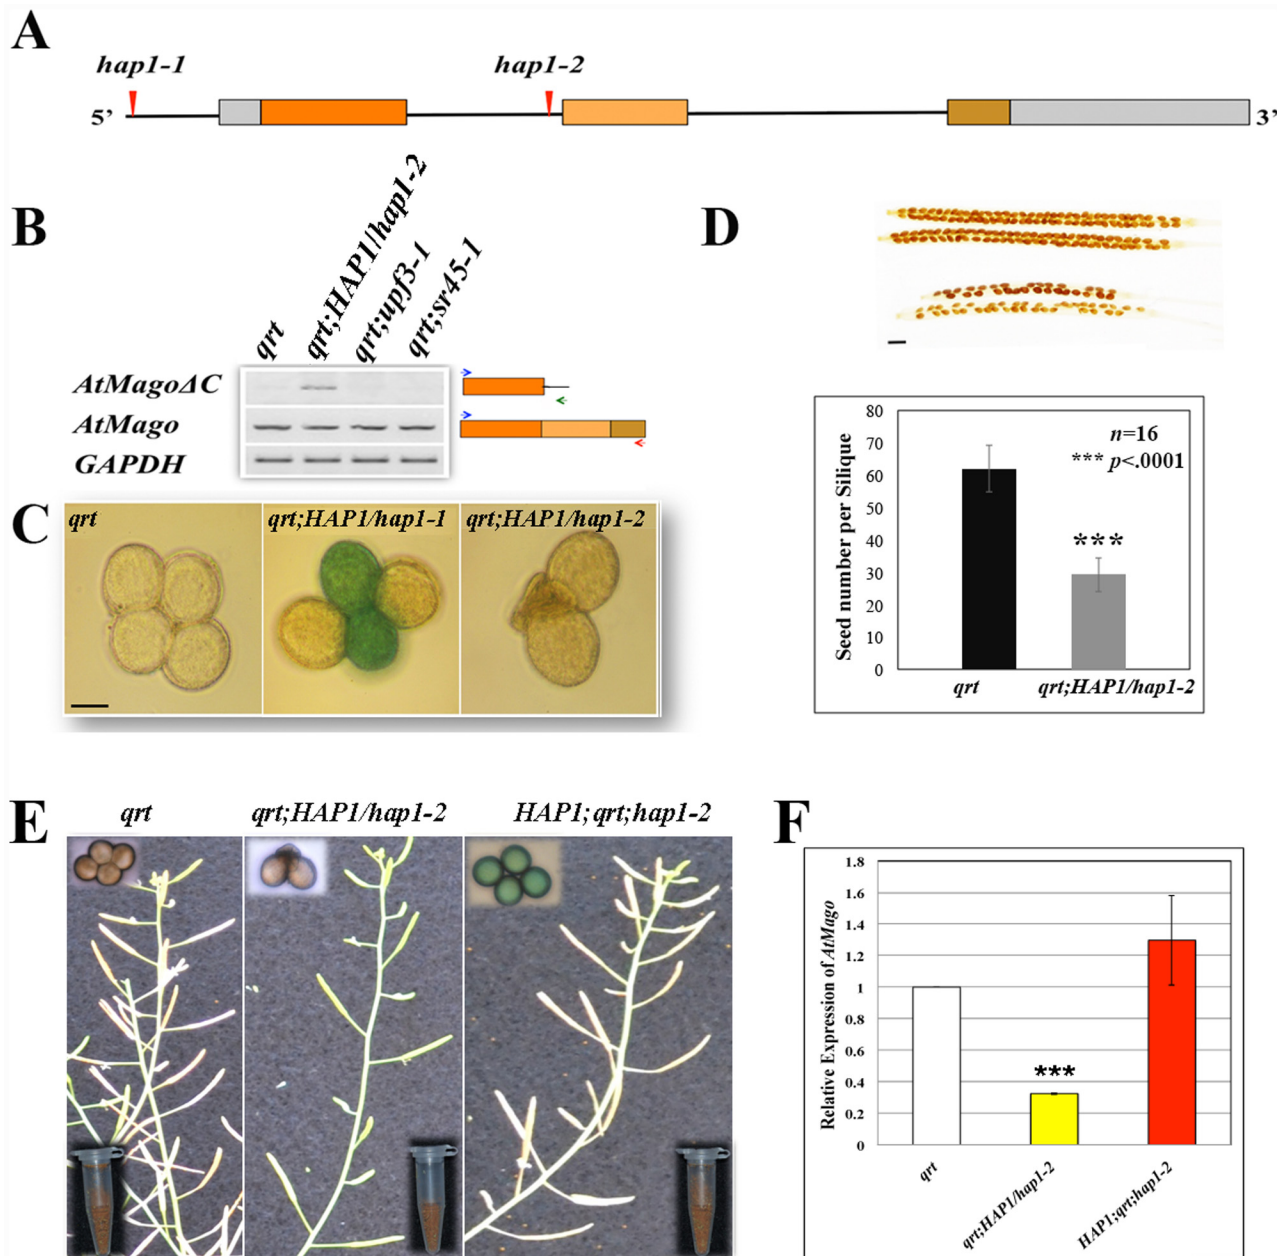 A
hap1-1
hap1-2
5’
3’
B
qrt
qrt;HAP1/hap1-2
qrt;upf3-1
qrt;sr45-1
AtMagoΔC
AtMago
GAPDH
C
qrt
qrt;HAP1/hap1-1
qrt;HAP1/hap1-2
D
80
70
60
50
40
30
20
10
0
Seed number per Silique
n=16
*** p<.0001
***
qrt
qrt;HAP1/hap1-2
E
qrt
qrt;HAP1/hap1-2
HAP1;qrt;hap1-2
F
1.8
1.6
1.4
1.2
1
0.8
0.6
0.4
0.2
0
Relative Expression of AtMago
***
qrt
qrt;HAP1/hap1-2
HAP1;qrt;hap1-2